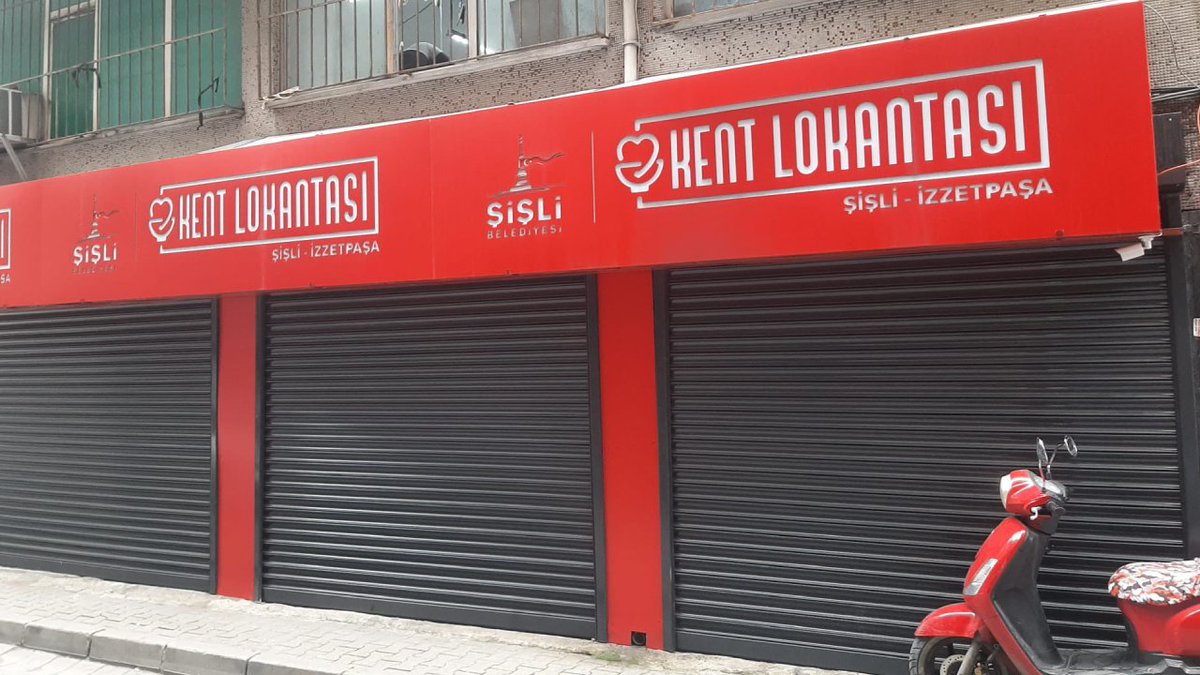 ŞİŞLİ
KENT LOKANTASI
ŞİŞLİ - İZZETPAŞA
ŞİŞLİ
BELEDİYESİ
KENT LOKANTASI
ŞİŞLİ - İZZETPAŞA